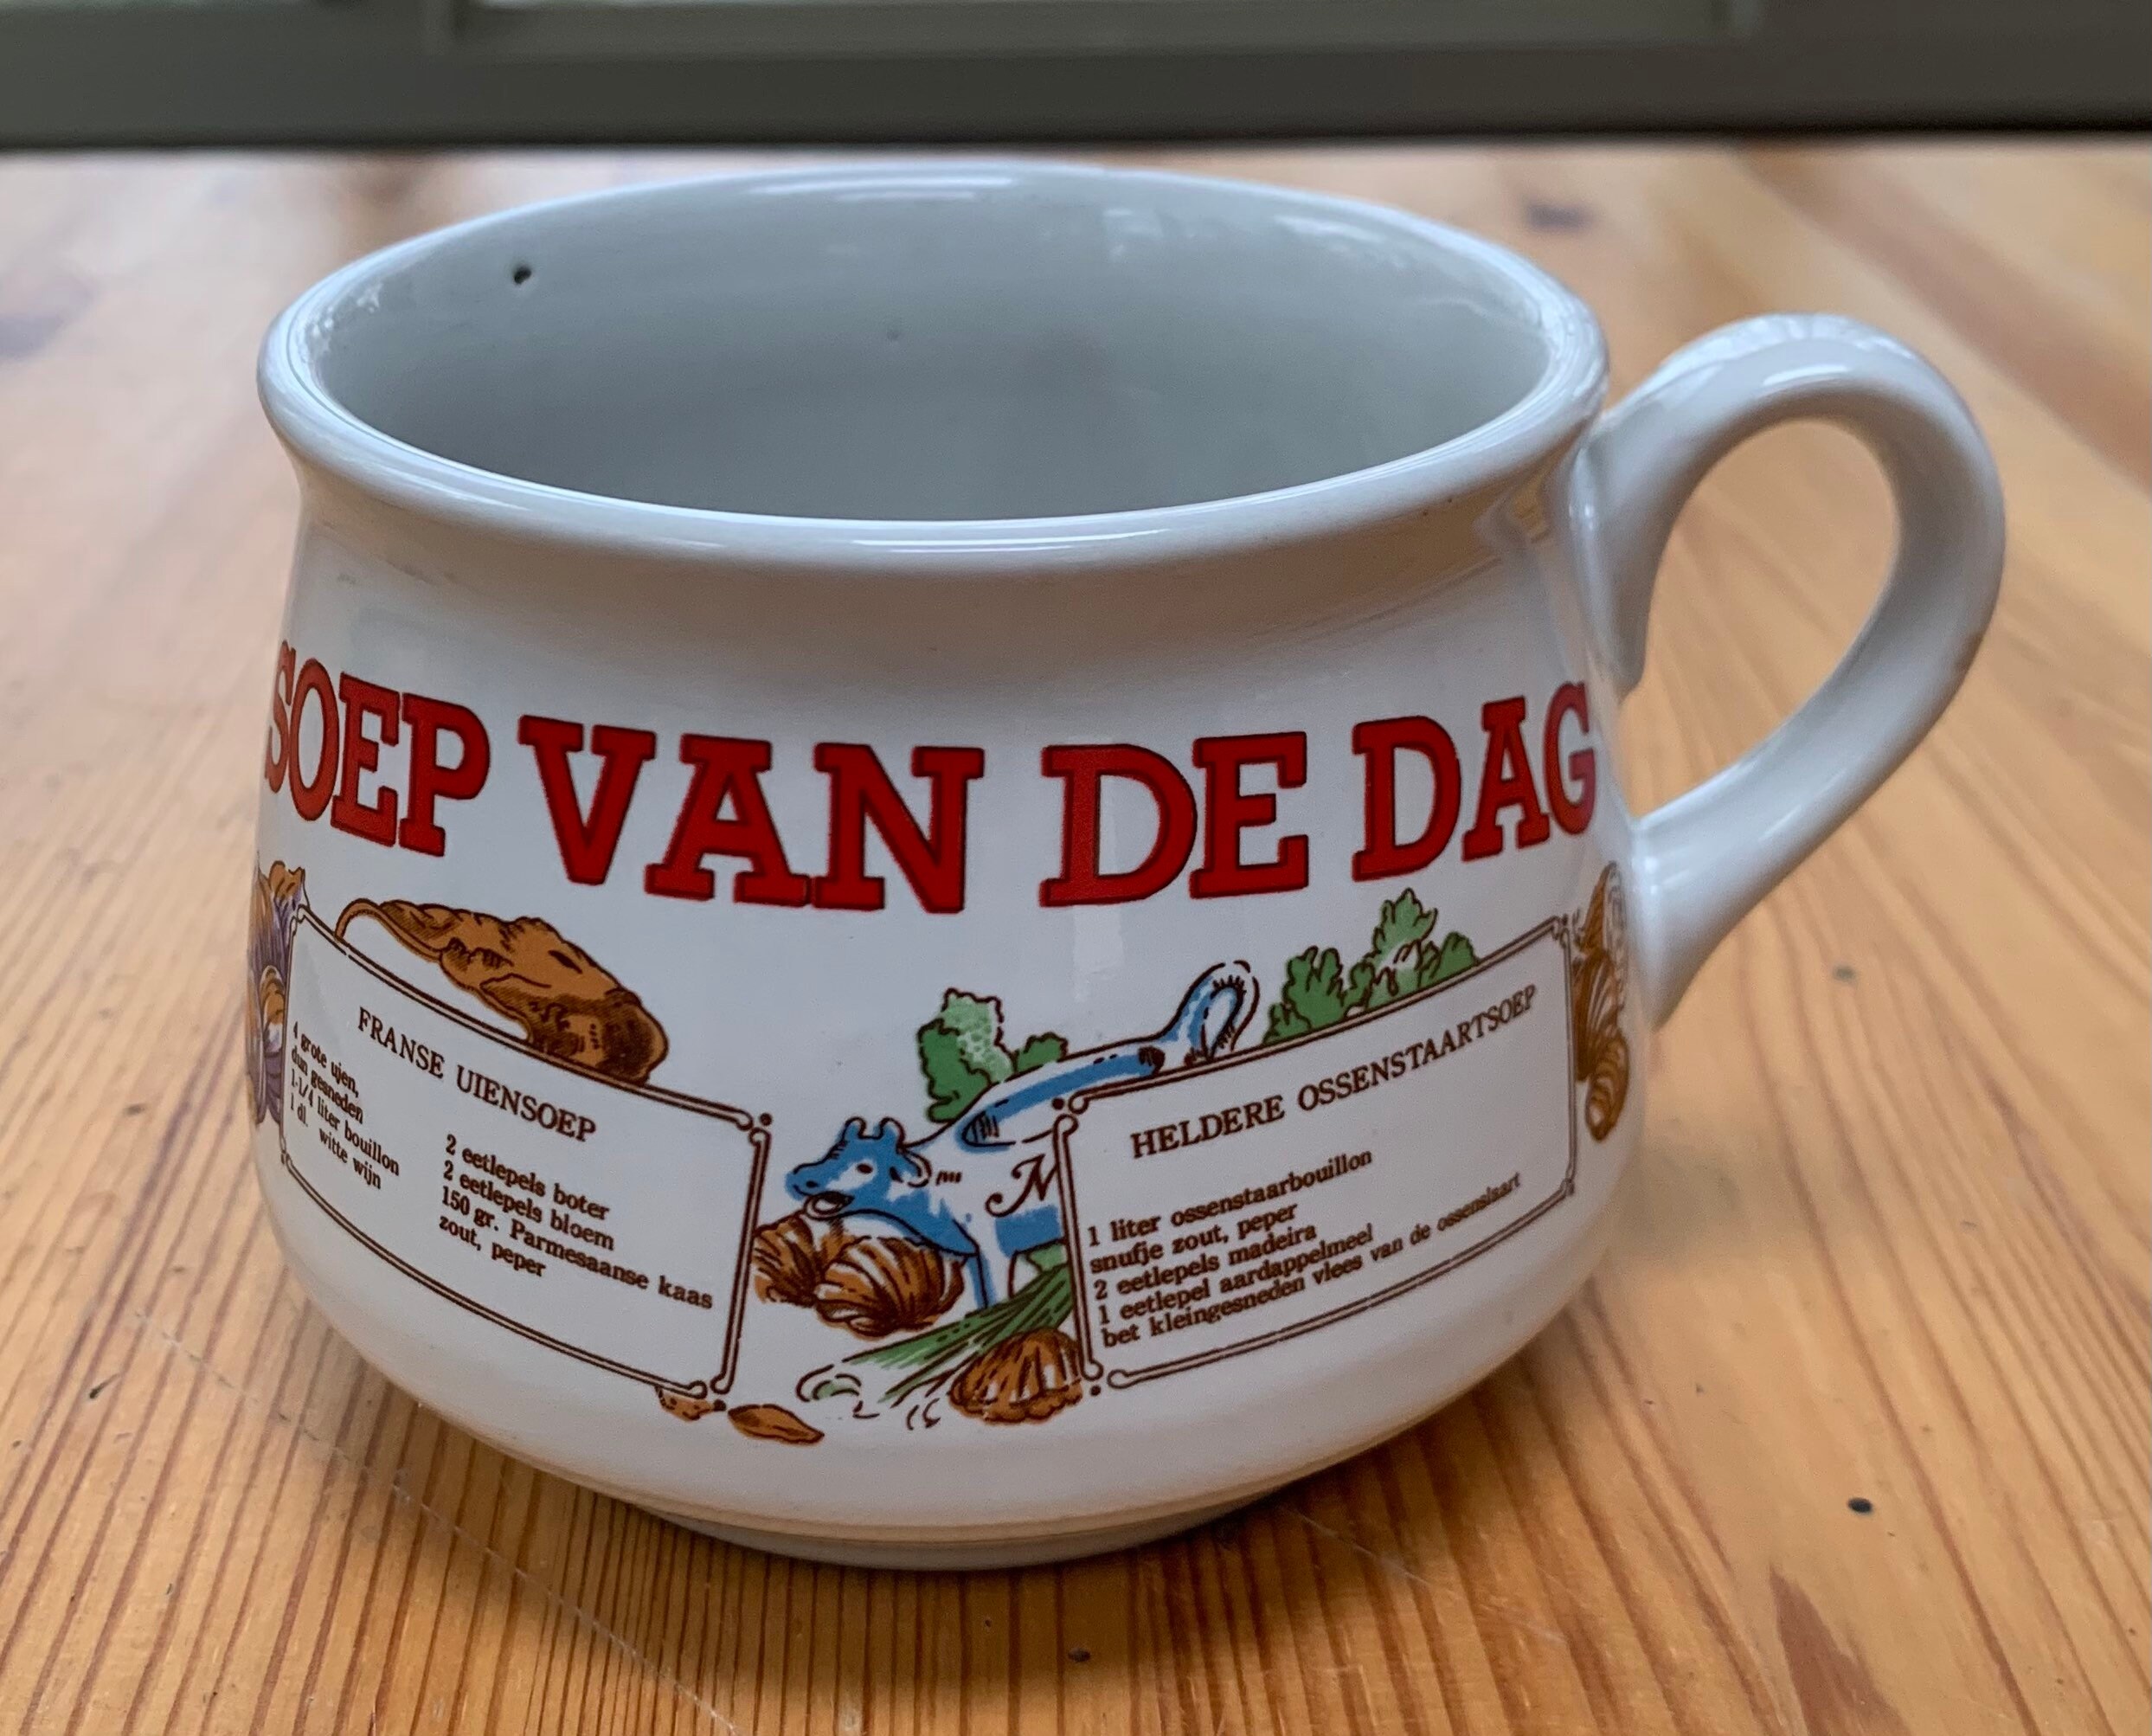 SOEP VAN DE DAG
FRANSE UIENSOEP
4 grote ujen,
dun gesneden
1-1/4 liter bouillon
1 dl. witte wijn
2 eetlepels boter
2 eetlepels bloem
150 gr. Parmesaanse kaas
zout, peper
M
HELDERE OSSENSTAARTSOEP
1 liter ossenstaarbouillon
snufje zout, peper
2 eetlepels madeira
1 eetlepel aardappelmeel
bet kleingesneden vlees van de ossenstaart